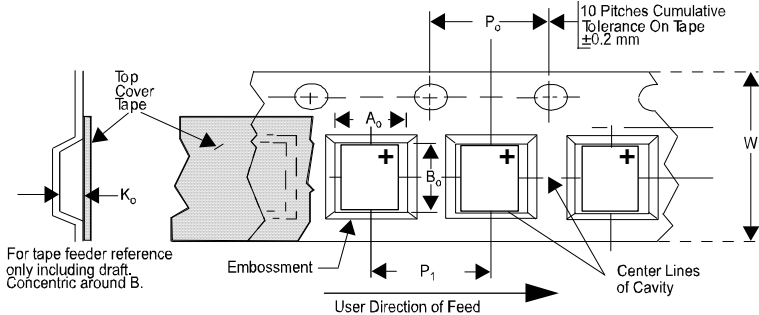 10 Pitches Cumulative
Tolerance On Tape
±0.2 mm
Po
Top
Cover
Tape
Ao
W
+
+
+
Bo
Ko
For tape feeder reference
only including draft.
Concentric around B.
Embossment
P1
Center Lines
of Cavity
User Direction of Feed